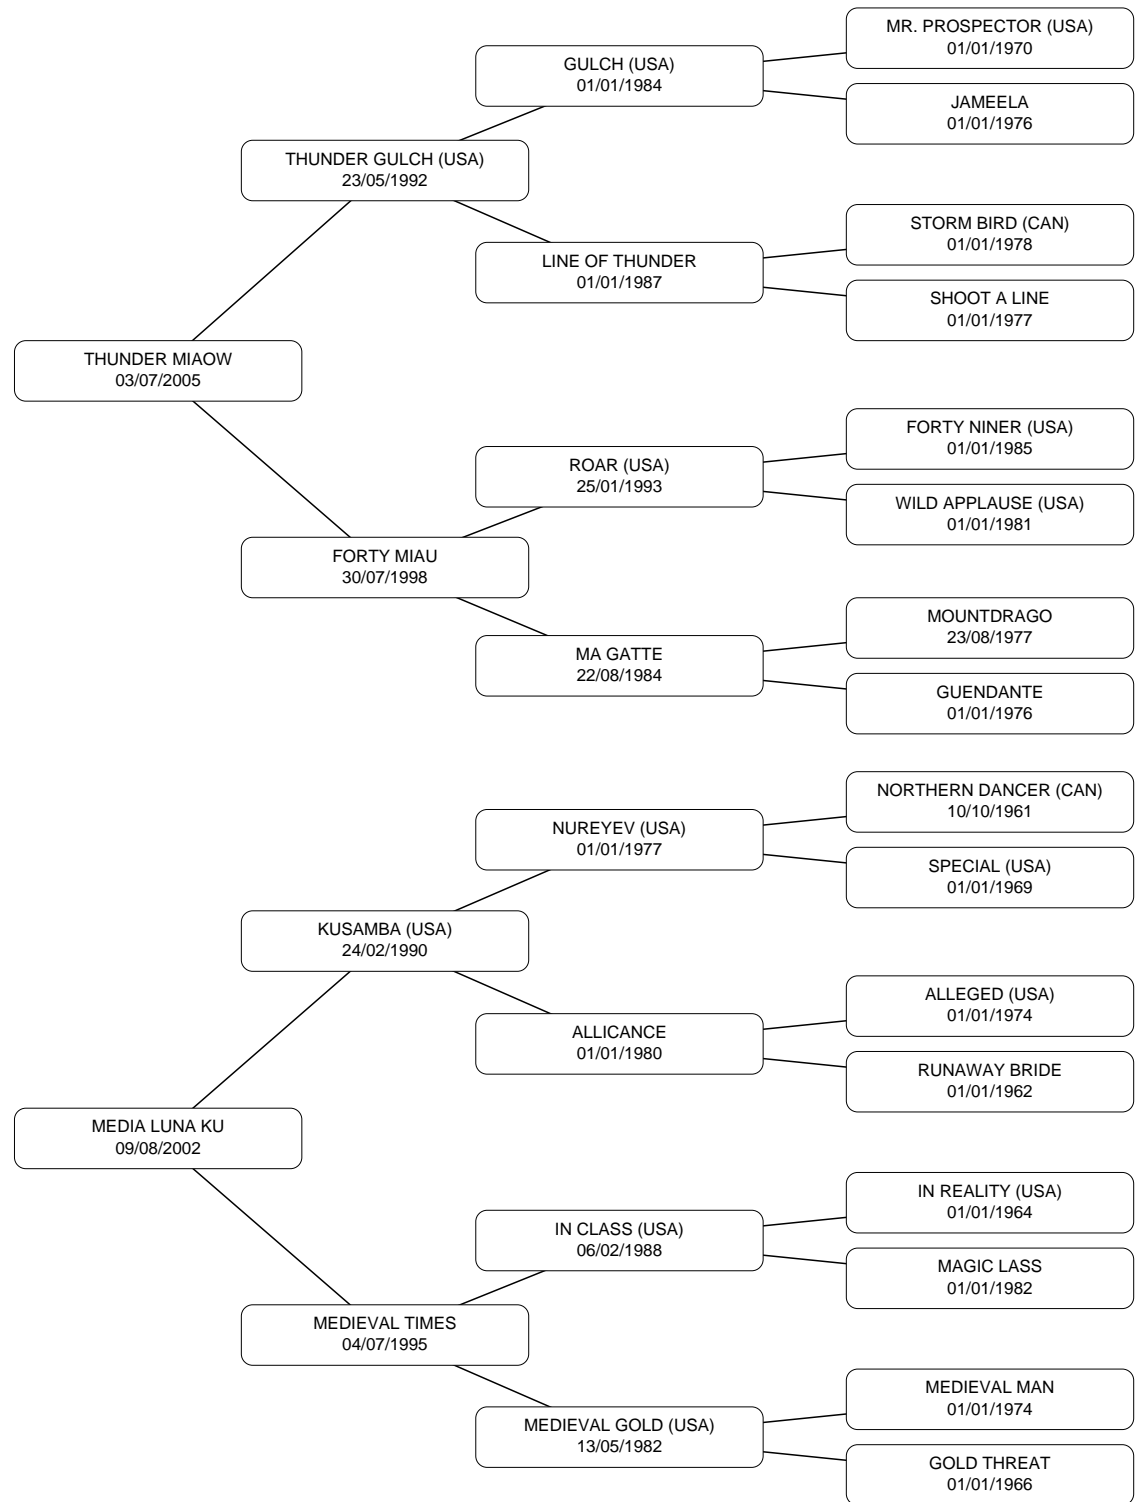 MR. PROSPECTOR (USA)
01/01/1970
GULCH (USA)
01/01/1984
JAMEELA
01/01/1976
THUNDER GULCH (USA)
23/05/1992
STORM BIRD (CAN)
01/01/1978
LINE OF THUNDER
01/01/1987
SHOOT A LINE
01/01/1977
THUNDER MIAOW
03/07/2005
FORTY NINER (USA)
01/01/1985
ROAR (USA)
25/01/1993
WILD APPLAUSE (USA)
01/01/1981
FORTY MIAU
30/07/1998
MOUNTDRAGO
23/08/1977
MA GATTE
22/08/1984
GUENDANTE
01/01/1976
NORTHERN DANCER (CAN)
10/10/1961
NUREYEV (USA)
01/01/1977
SPECIAL (USA)
01/01/1969
KUSAMBA (USA)
24/02/1990
ALLEGED (USA)
01/01/1974
ALLICANCE
01/01/1980
RUNAWAY BRIDE
01/01/1962
MEDIA LUNA KU
09/08/2002
IN REALITY (USA)
01/01/1964
IN CLASS (USA)
06/02/1988
MAGIC LASS
01/01/1982
MEDIEVAL TIMES
04/07/1995
MEDIEVAL MAN
01/01/1974
MEDIEVAL GOLD (USA)
13/05/1982
GOLD THREAT
01/01/1966